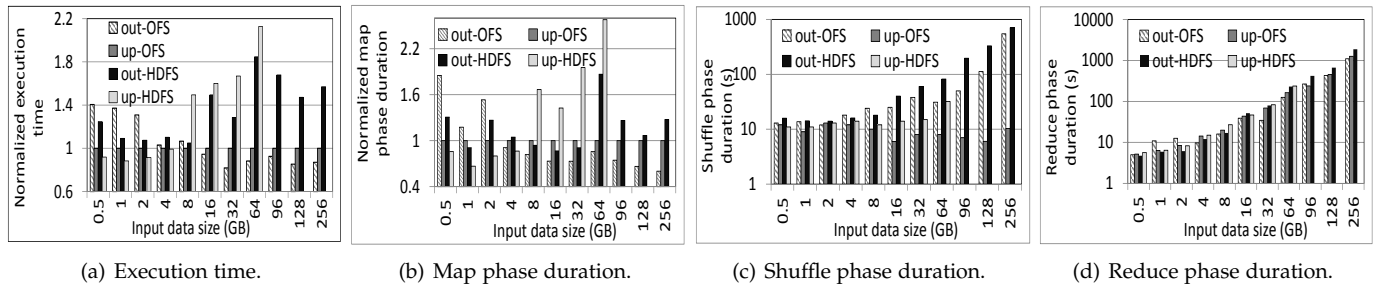 Normalized execution
time
2.2
1.8
1.4
1
0.6
out-OFS
up-OFS
out-HDFS
up-HDFS
0.5
1
2
4
8
16
32
64
96
128
256
Input data size (GB)
(a) Execution time.
Normalized map
phase duration
2.2
1.6
1
0.4
out-OFS
up-OFS
out-HDFS
up-HDFS
0.5
1
2
4
8
16
32
64
96
128
256
Input data size (GB)
(b) Map phase duration.
Shuffle phase
duration (s)
1000
100
10
1
out-OFS
up-OFS
out-HDFS
up-HDFS
0.5
1
2
4
8
16
32
64
96
128
256
Input data size (GB)
(c) Shuffle phase duration.
Reduce phase
duration (s)
10000
1000
100
10
1
out-OFS
up-OFS
out-HDFS
up-HDFS
0.5
1
2
4
8
16
32
64
96
128
256
Input data size (GB)
(d) Reduce phase duration.